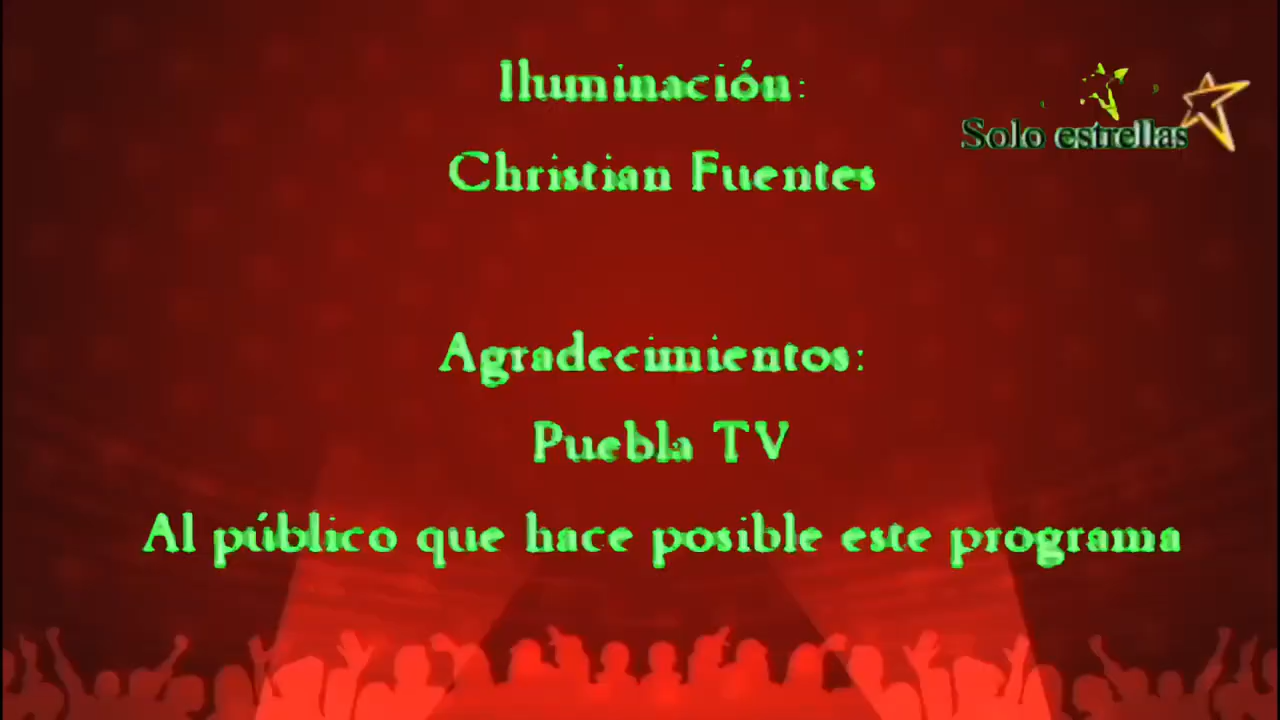 Iluminación:
Christian Fuentes
Solo estrellas
Agradecimientos:
Puebla TV
Al público que hace posible este programa